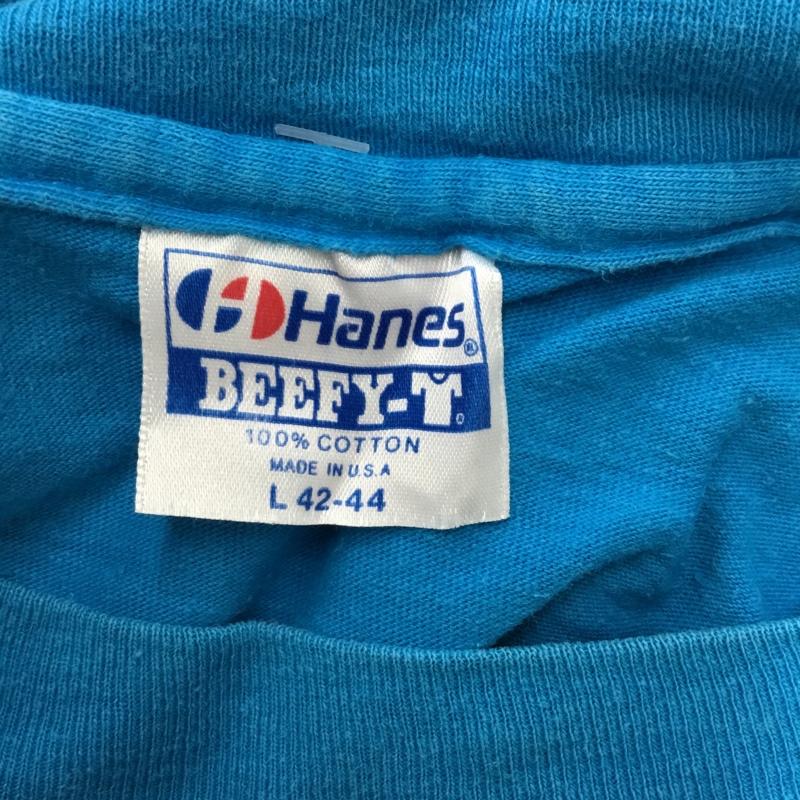 Hanes®
BEEFY-T®
100% COTTON
MADE IN U.S.A
L 42-44